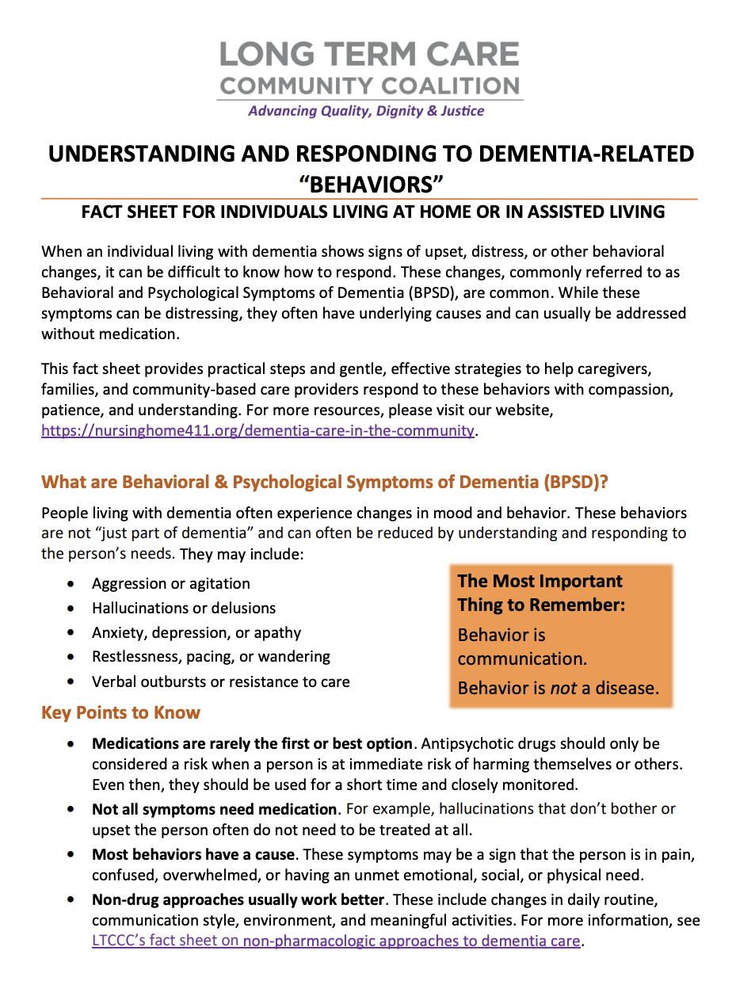 LONG TERM CARE
COMMUNITY COALITION
Advancing Quality, Dignity & Justice
UNDERSTANDING AND RESPONDING TO DEMENTIA-RELATED
“BEHAVIORS”
FACT SHEET FOR INDIVIDUALS LIVING AT HOME OR IN ASSISTED LIVING
When an individual living with dementia shows signs of upset, distress, or other behavioral
changes, it can be difficult to know how to respond. These changes, commonly referred to as
Behavioral and Psychological Symptoms of Dementia (BPSD), are common. While these
symptoms can be distressing, they often have underlying causes and can usually be addressed
without medication.
This fact sheet provides practical steps and gentle, effective strategies to help caregivers,
families, and community-based care providers respond to these behaviors with compassion,
patience, and understanding. For more resources, please visit our website,
https://nursinghome411.org/dementia-care-in-the-community.
What are Behavioral & Psychological Symptoms of Dementia (BPSD)?
People living with dementia often experience changes in mood and behavior. These behaviors
are not “just part of dementia” and can often be reduced by understanding and responding to
the person’s needs. They may include:
• Aggression or agitation
• Hallucinations or delusions
• Anxiety, depression, or apathy
• Restlessness, pacing, or wandering
• Verbal outbursts or resistance to care
The Most Important
Thing to Remember:
Behavior is
communication.
Behavior is not a disease.
Key Points to Know
• Medications are rarely the first or best option. Antipsychotic drugs should only be
considered a risk when a person is at immediate risk of harming themselves or others.
Even then, they should be used for a short time and closely monitored.
• Not all symptoms need medication. For example, hallucinations that don’t bother or
upset the person often do not need to be treated at all.
• Most behaviors have a cause. These symptoms may be a sign that the person is in pain,
confused, overwhelmed, or having an unmet emotional, social, or physical need.
• Non-drug approaches usually work better. These include changes in daily routine,
communication style, environment, and meaningful activities. For more information, see
LTCCC’s fact sheet on non-pharmacologic approaches to dementia care.